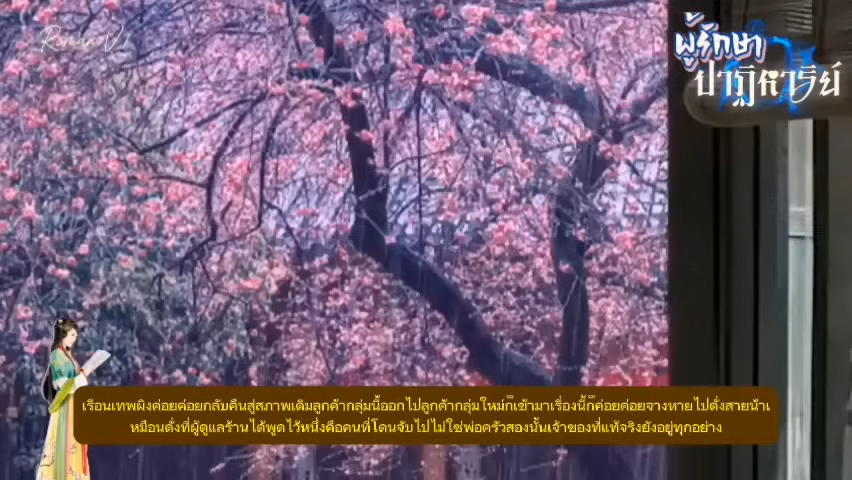 RomanV1
ผู้รักษา
ปาฏิหาริย์
เรือนเทพผิงค่อยค่อยกลับคืนสู่สภาพเดิมลูกค้ากลุ่มนี้ออกไปลูกค้ากลุ่มใหม่ก็เข้ามาเรื่องนี้ก็ค่อยค่อยจางหายไปดั่งสายน้ำเ
หมือนดั่งที่ผู้ดูแลร้านได้พูดไว้หนึ่งคือคนที่โดนจับไปไม่ใช่พ่อครัวสองนั้นเจ้าของที่แท้จริงยังอยู่ทุกอย่าง